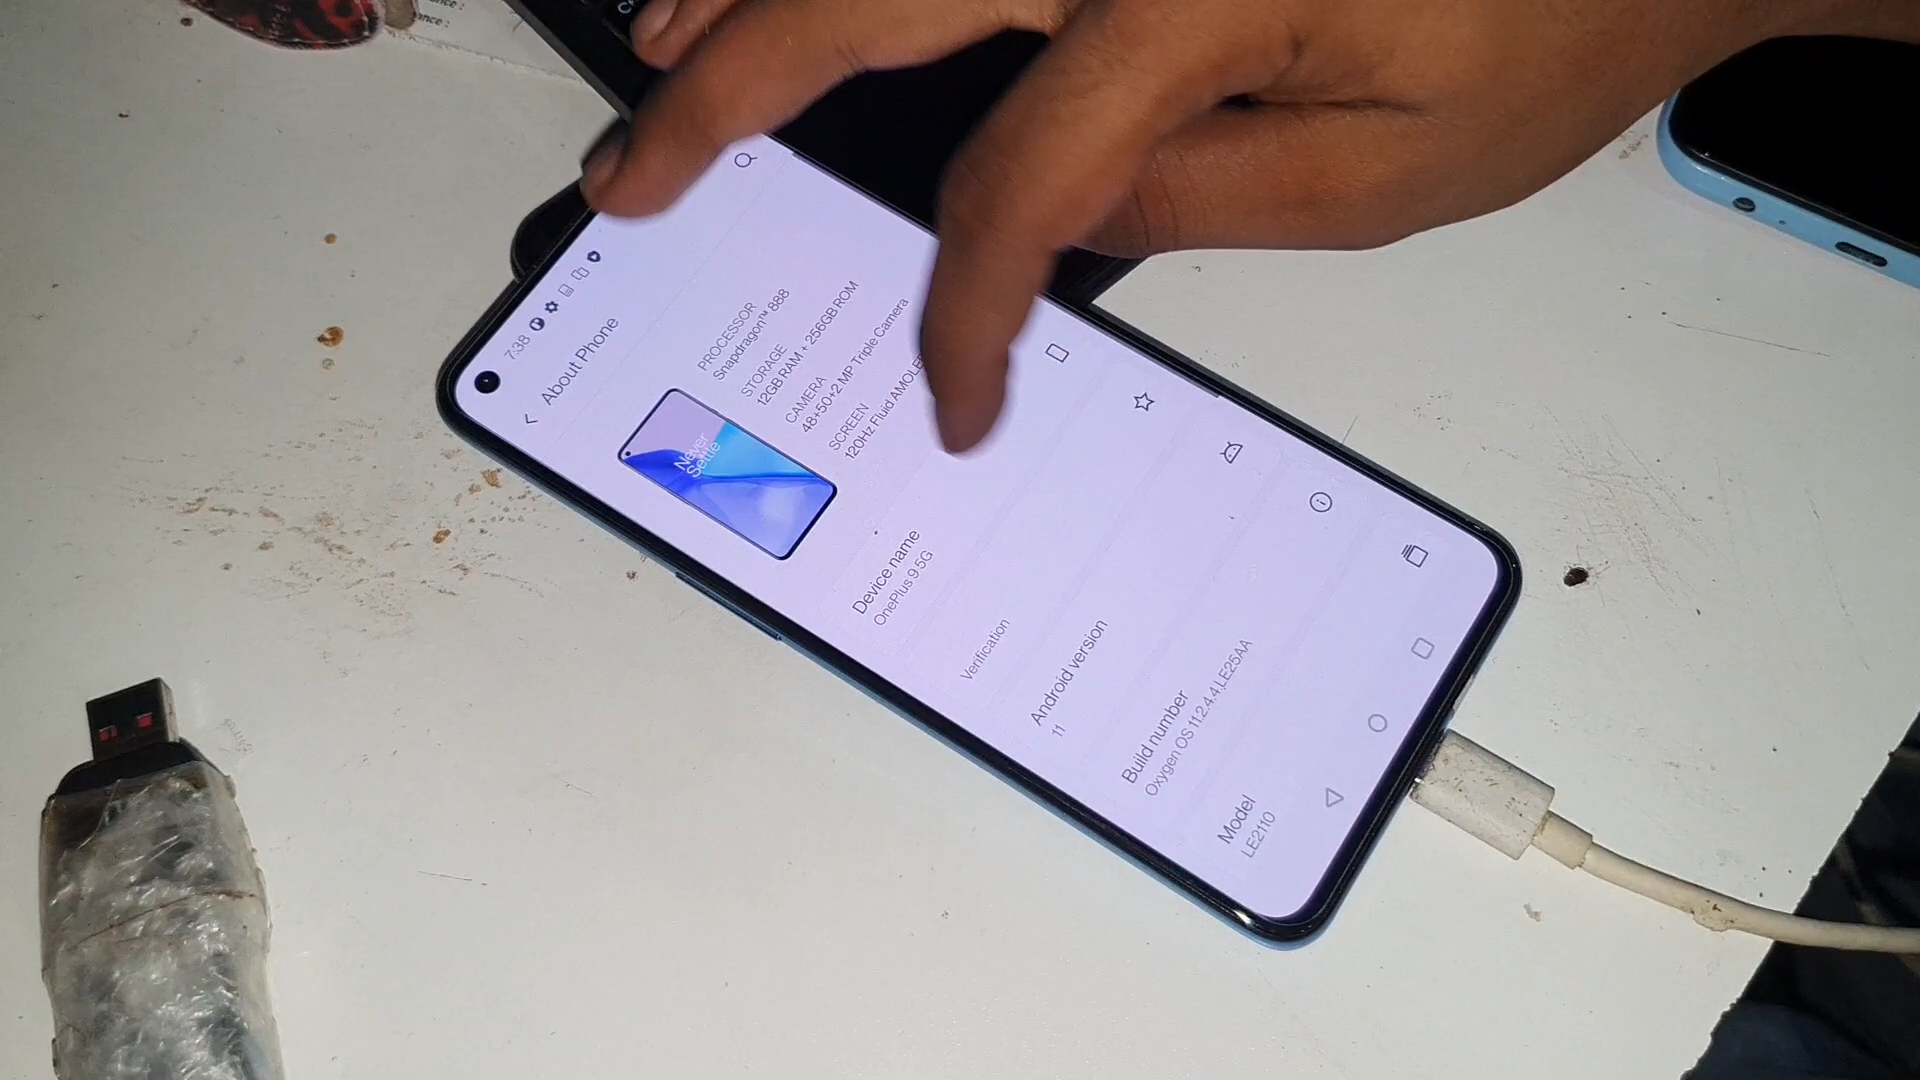 7:38
About Phone
Never
Settle
PROCESSOR
Snapdragon™ 888
STORAGE
12GB RAM + 256GB ROM
CAMERA
48+50+2 MP Triple Camera
SCREEN
120Hz Fluid AMOLED
Device name
OnePlus 9 5G
Verification
Android version
11
Build number
Oxygen OS 11.2.4.4.LE25AA
Model
LE2110